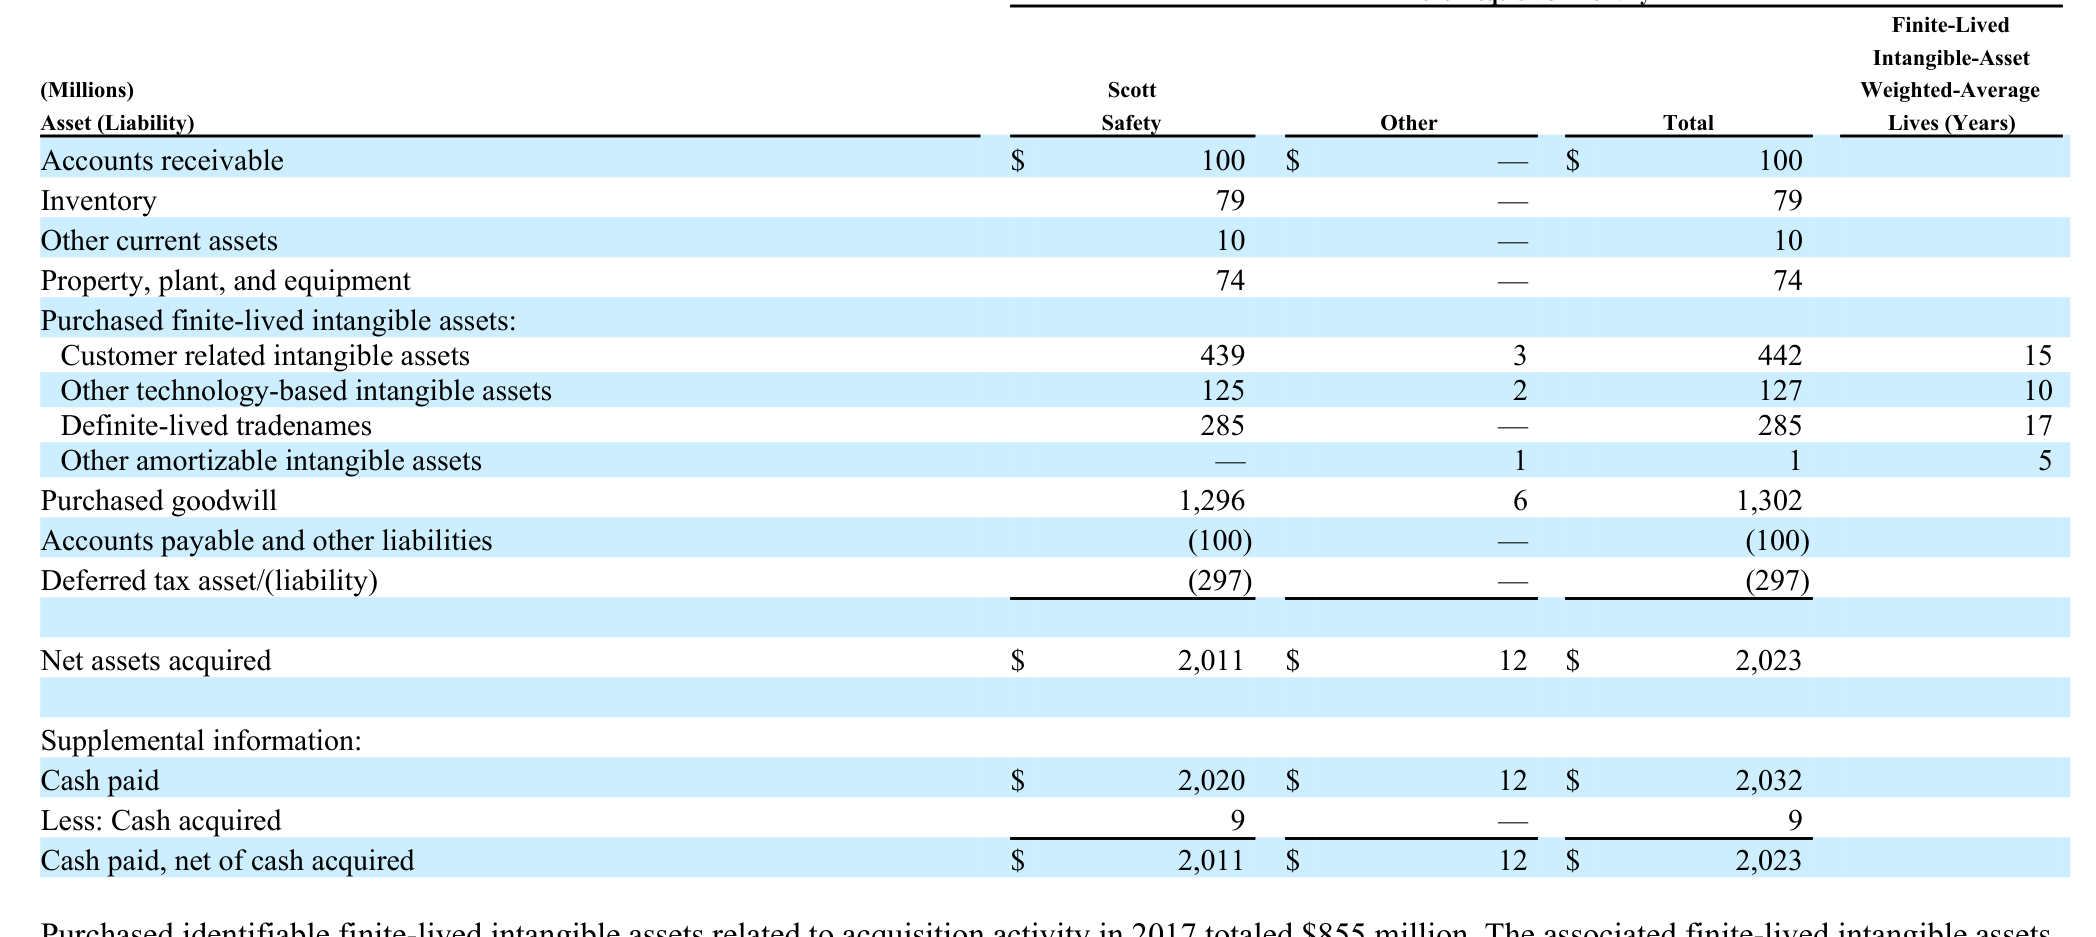 Finite-Lived
Intangible-Asset
(Millions) Scott Weighted-Average
Asset (Liability) Safety Other Total Lives (Years)
Accounts receivable $ 100 $ — $ 100
Inventory 79 — 79
Other current assets 10 — 10
Property, plant, and equipment 74 — 74
Purchased finite-lived intangible assets:
Customer related intangible assets 439 3 442 15
Other technology-based intangible assets 125 2 127 10
Definite-lived tradenames 285 — 285 17
Other amortizable intangible assets — 1 1 5
Purchased goodwill 1,296 6 1,302
Accounts payable and other liabilities (100) — (100)
Deferred tax asset/(liability) (297) — (297)
Net assets acquired $ 2,011 $ 12 $ 2,023
Supplemental information:
Cash paid $ 2,020 $ 12 $ 2,032
Less: Cash acquired 9 — 9
Cash paid, net of cash acquired $ 2,011 $ 12 $ 2,023
Purchased identifiable finite-lived intangible assets related to acquisition activity in 2017 totaled $855 million. The associated finite-lived intangible assets